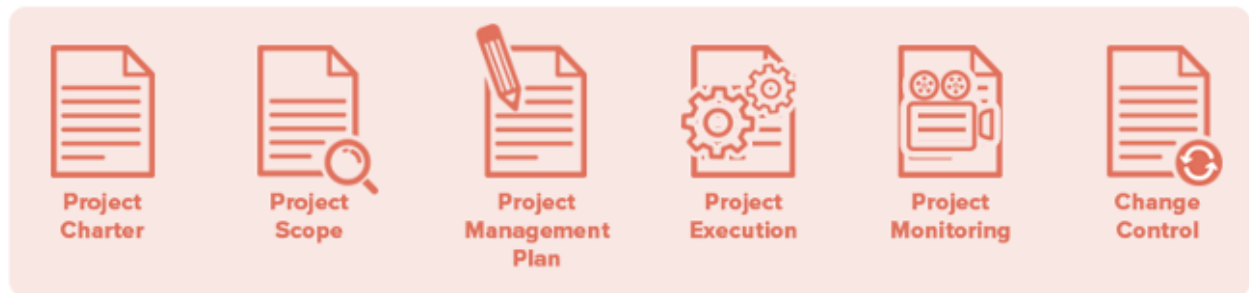 Project
Charter
Project
Scope
Project
Management
Plan
Project
Execution
Project
Monitoring
Change
Control